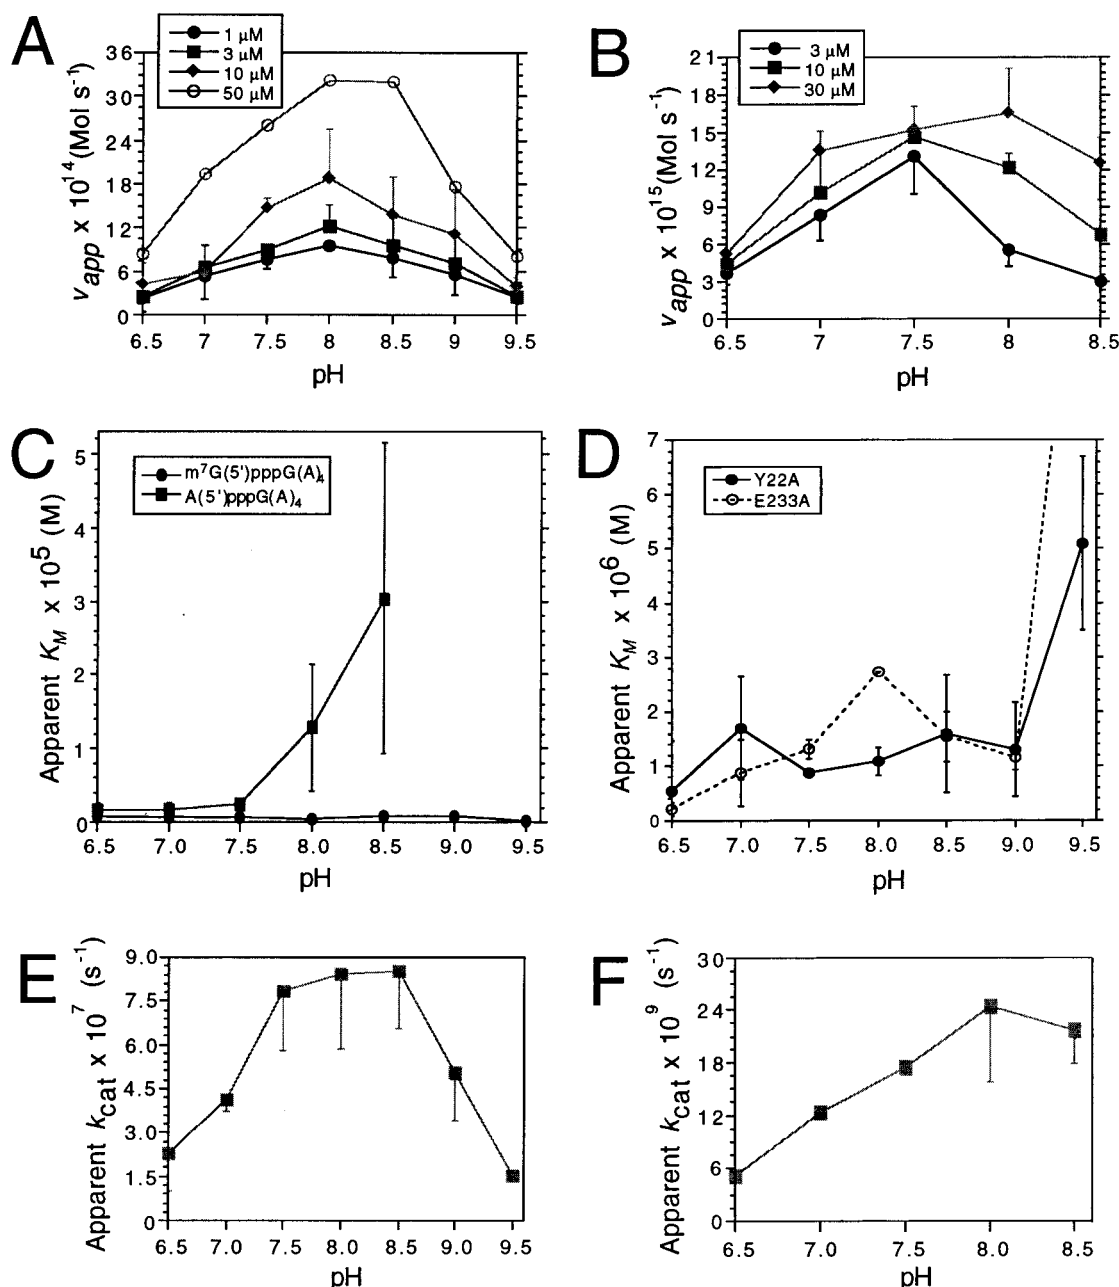 A
1 μM
3 μM
10 μM
50 μM
v app x 10^14 (Mol s^-1)
36
30
24
18
12
6
0
6.5 7 7.5 8 8.5 9 9.5
pH
B
3 μM
10 μM
30 μM
v app x 10^15 (Mol s^-1)
21
18
15
12
9
6
3
0
6.5 7 7.5 8 8.5
pH
C
m^7G(5')pppG(A)_4
A(5')pppG(A)_4
Apparent K_M x 10^5 (M)
5
4
3
2
1
0
6.5 7.0 7.5 8.0 8.5 9.0 9.5
pH
D
Y22A
E233A
Apparent K_M x 10^6 (M)
7
6
5
4
3
2
1
0
6.5 7.0 7.5 8.0 8.5 9.0 9.5
pH
E
Apparent k_cat x 10^7 (s^-1)
9.0
7.5
6.0
4.5
3.0
1.5
0
6.5 7.0 7.5 8.0 8.5 9.0 9.5
pH
F
Apparent k_cat x 10^9 (s^-1)
30
24
18
12
6
0
6.5 7.0 7.5 8.0 8.5
pH